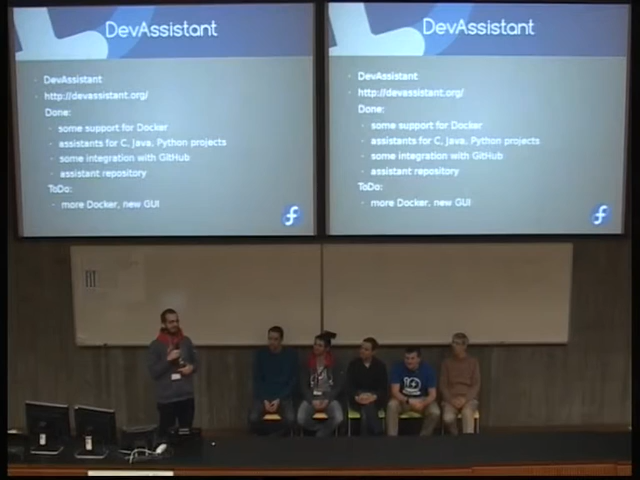 DevAssistant
DevAssistant
http://devassistant.org/
Done:
some support for Docker
assistants for C, Java, Python projects
some integration with GitHub
assistant repository
ToDo:
more Docker, new GUI
DevAssistant
DevAssistant
http://devassistant.org/
Done:
some support for Docker
assistants for C, Java, Python projects
some integration with GitHub
assistant repository
ToDo:
more Docker, new GUI